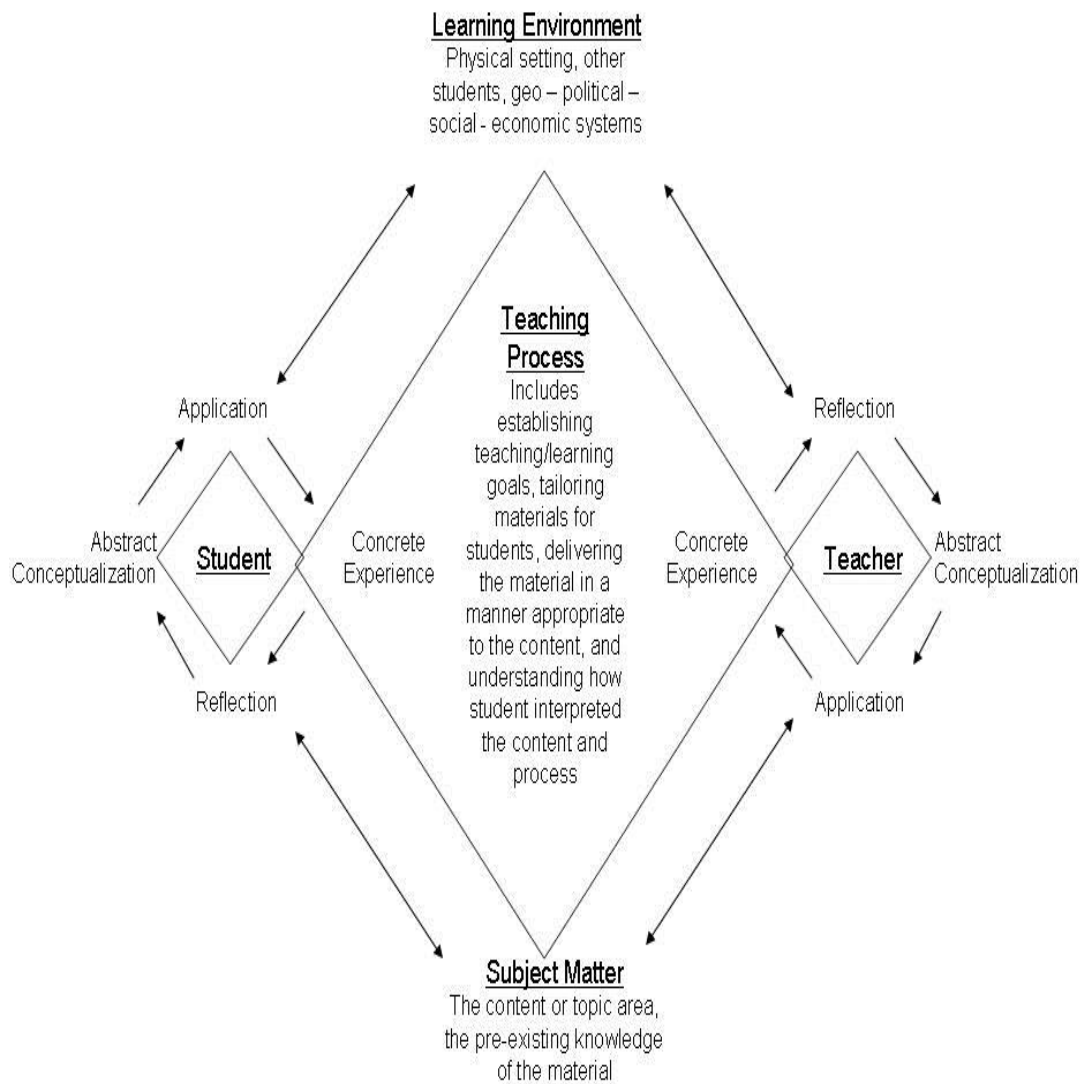 Learning Environment
Physical setting, other
students, geo – political –
social - economic systems
Teaching
Process
Includes
establishing
teaching/learning
goals, tailoring
materials for
students, delivering
the material in a
manner appropriate
to the content, and
understanding how
student interpreted
the content and
process
Application
Abstract
Conceptualization
Student
Concrete
Experience
Reflection
Reflection
Concrete
Experience
Teacher
Abstract
Conceptualization
Application
Subject Matter
The content or topic area,
the pre-existing knowledge
of the material